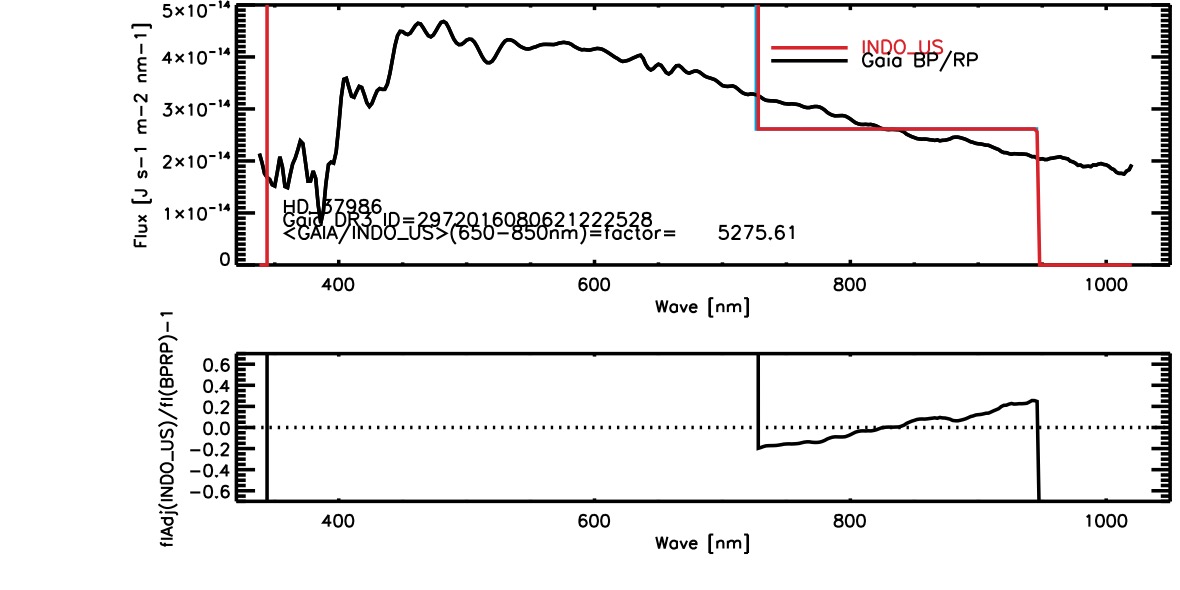 5×10⁻¹⁴
4×10⁻¹⁴
3×10⁻¹⁴
2×10⁻¹⁴
1×10⁻¹⁴
0
Flux [J s−1 m−2 nm−1]
INDO_US
Gaia BP/RP
HD 37986
Gaia DR3 ID=2972016080621222528
<GAIA/INDO_US>(650−850nm)=factor= 5275.61
400 600 800 1000
Wave [nm]
flAdj(INDO_US)/fl(BPRP)−1
0.6
0.4
0.2
0.0
−0.2
−0.4
−0.6
400 600 800 1000
Wave [nm]